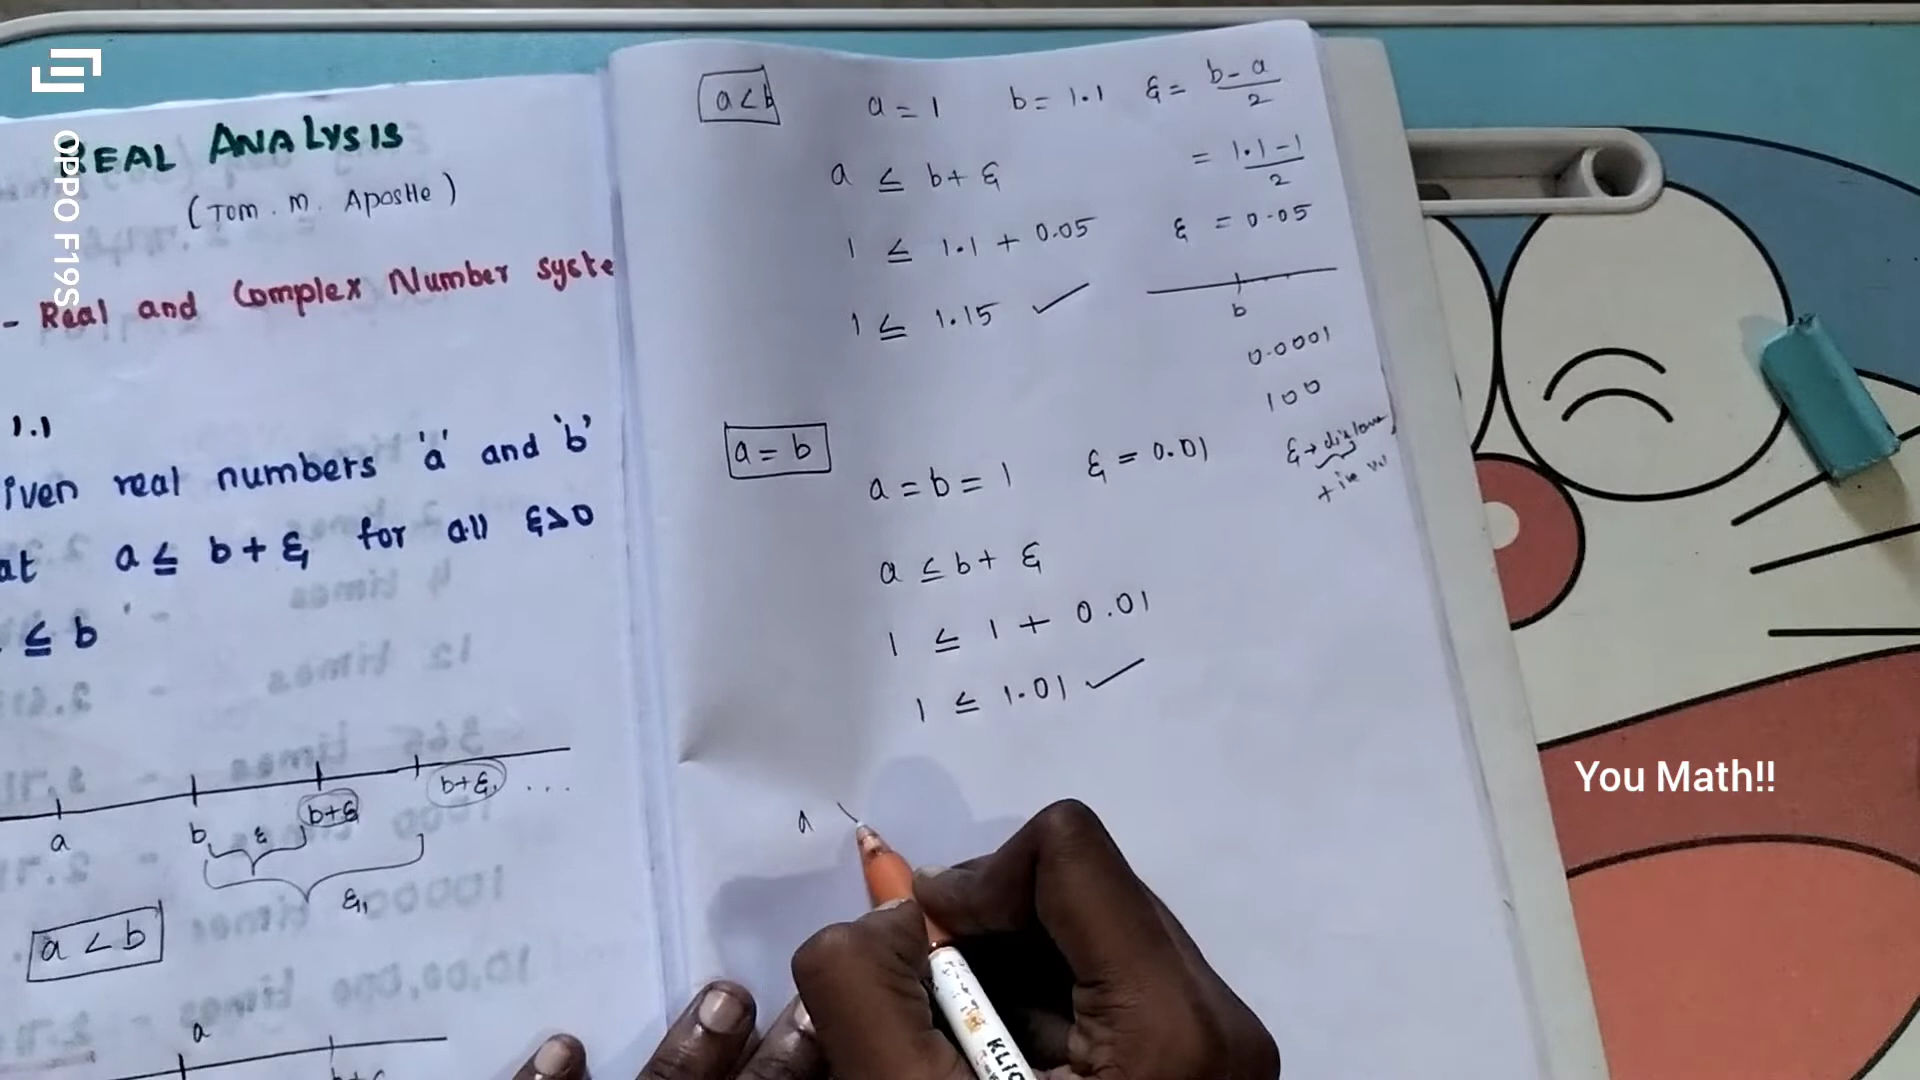 REAL ANALYSIS
(Tom. M. Apostle)
- Real and Complex Number syste
1.1
iven real numbers 'a' and 'b'
at a ≤ b + ε, for all ε>0
≤ b
a b ε b+ε b+ε₁ ...
ε₁
a < b
a
a<b a = 1 b = 1.1 ε = b-a/2
a ≤ b + ε = 1.1-1/2
1 ≤ 1.1 + 0.05 ε = 0.05
1 ≤ 1.15 ✓
b
0.0001
100
a = b
a = b = 1 ε = 0.01
ε →
a ≤ b + ε
1 ≤ 1 + 0.01
1 ≤ 1.01 ✓
a
OPPO F19S
You Math!!
KLIC